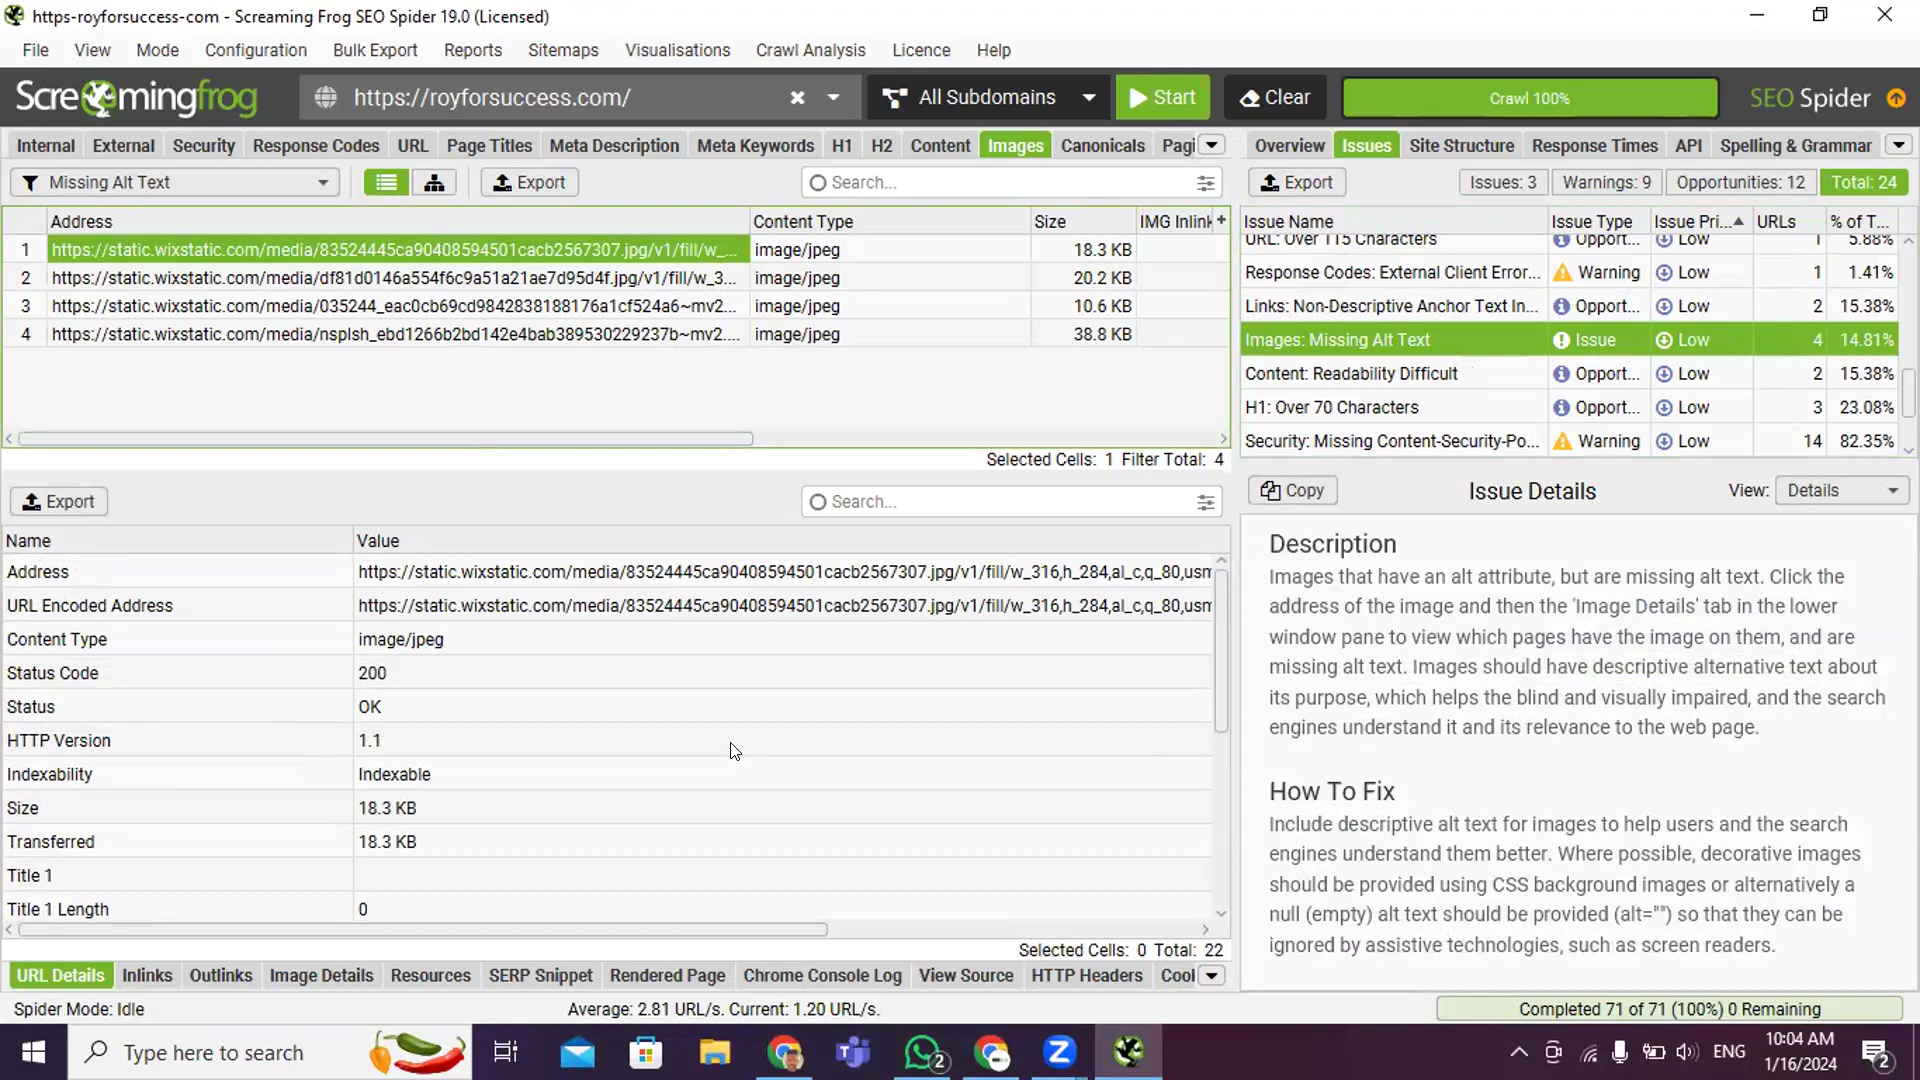 https-royforsuccess-com - Screaming Frog SEO Spider 19.0 (Licensed)
File View Mode Configuration Bulk Export Reports Sitemaps Visualisations Crawl Analysis Licence Help
Screamingfrog https://royforsuccess.com/ All Subdomains Start Clear Crawl 100% SEO Spider
Internal External Security Response Codes URL Page Titles Meta Description Meta Keywords H1 H2 Content Images Canonicals Pagi
Missing Alt Text Export Search...
Address Content Type Size IMG Inlink
1 https://static.wixstatic.com/media/83524445ca90408594501cacb2567307.jpg/v1/fill/w_... image/jpeg 18.3 KB
2 https://static.wixstatic.com/media/df81d0146a554f6c9a51a21ae7d95d4f.jpg/v1/fill/w_3... image/jpeg 20.2 KB
3 https://static.wixstatic.com/media/035244_eac0cb69cd9842838188176a1cf524a6~mv2... image/jpeg 10.6 KB
4 https://static.wixstatic.com/media/nsplsh_ebd1266b2bd142e4bab389530229237b~mv2.... image/jpeg 38.8 KB
Selected Cells: 1 Filter Total: 4
Export Search...
Name Value
Address https://static.wixstatic.com/media/83524445ca90408594501cacb2567307.jpg/v1/fill/w_316,h_284,al_c,q_80,usm
URL Encoded Address https://static.wixstatic.com/media/83524445ca90408594501cacb2567307.jpg/v1/fill/w_316,h_284,al_c,q_80,usm
Content Type image/jpeg
Status Code 200
Status OK
HTTP Version 1.1
Indexability Indexable
Size 18.3 KB
Transferred 18.3 KB
Title 1
Title 1 Length 0
Selected Cells: 0 Total: 22
URL Details Inlinks Outlinks Image Details Resources SERP Snippet Rendered Page Chrome Console Log View Source HTTP Headers Cool
Overview Issues Site Structure Response Times API Spelling & Grammar
Export Issues: 3 Warnings: 9 Opportunities: 12 Total: 24
Issue Name Issue Type Issue Pri... URLs % of T...
URL: Over 115 Characters Opport... Low 1 5.88%
Response Codes: External Client Error... Warning Low 1 1.41%
Links: Non-Descriptive Anchor Text In... Opport... Low 2 15.38%
Images: Missing Alt Text Issue Low 4 14.81%
Content: Readability Difficult Opport... Low 2 15.38%
H1: Over 70 Characters Opport... Low 3 23.08%
Security: Missing Content-Security-Po... Warning Low 14 82.35%
Copy Issue Details View: Details
Description
Images that have an alt attribute, but are missing alt text. Click the
address of the image and then the 'Image Details' tab in the lower
window pane to view which pages have the image on them, and are
missing alt text. Images should have descriptive alternative text about
its purpose, which helps the blind and visually impaired, and the search
engines understand it and its relevance to the web page.
How To Fix
Include descriptive alt text for images to help users and the search
engines understand them better. Where possible, decorative images
should be provided using CSS background images or alternatively a
null (empty) alt text should be provided (alt="") so that they can be
ignored by assistive technologies, such as screen readers.
Spider Mode: Idle Average: 2.81 URL/s. Current: 1.20 URL/s. Completed 71 of 71 (100%) 0 Remaining
Type here to search 2 ENG 10:04 AM
1/16/2024 2